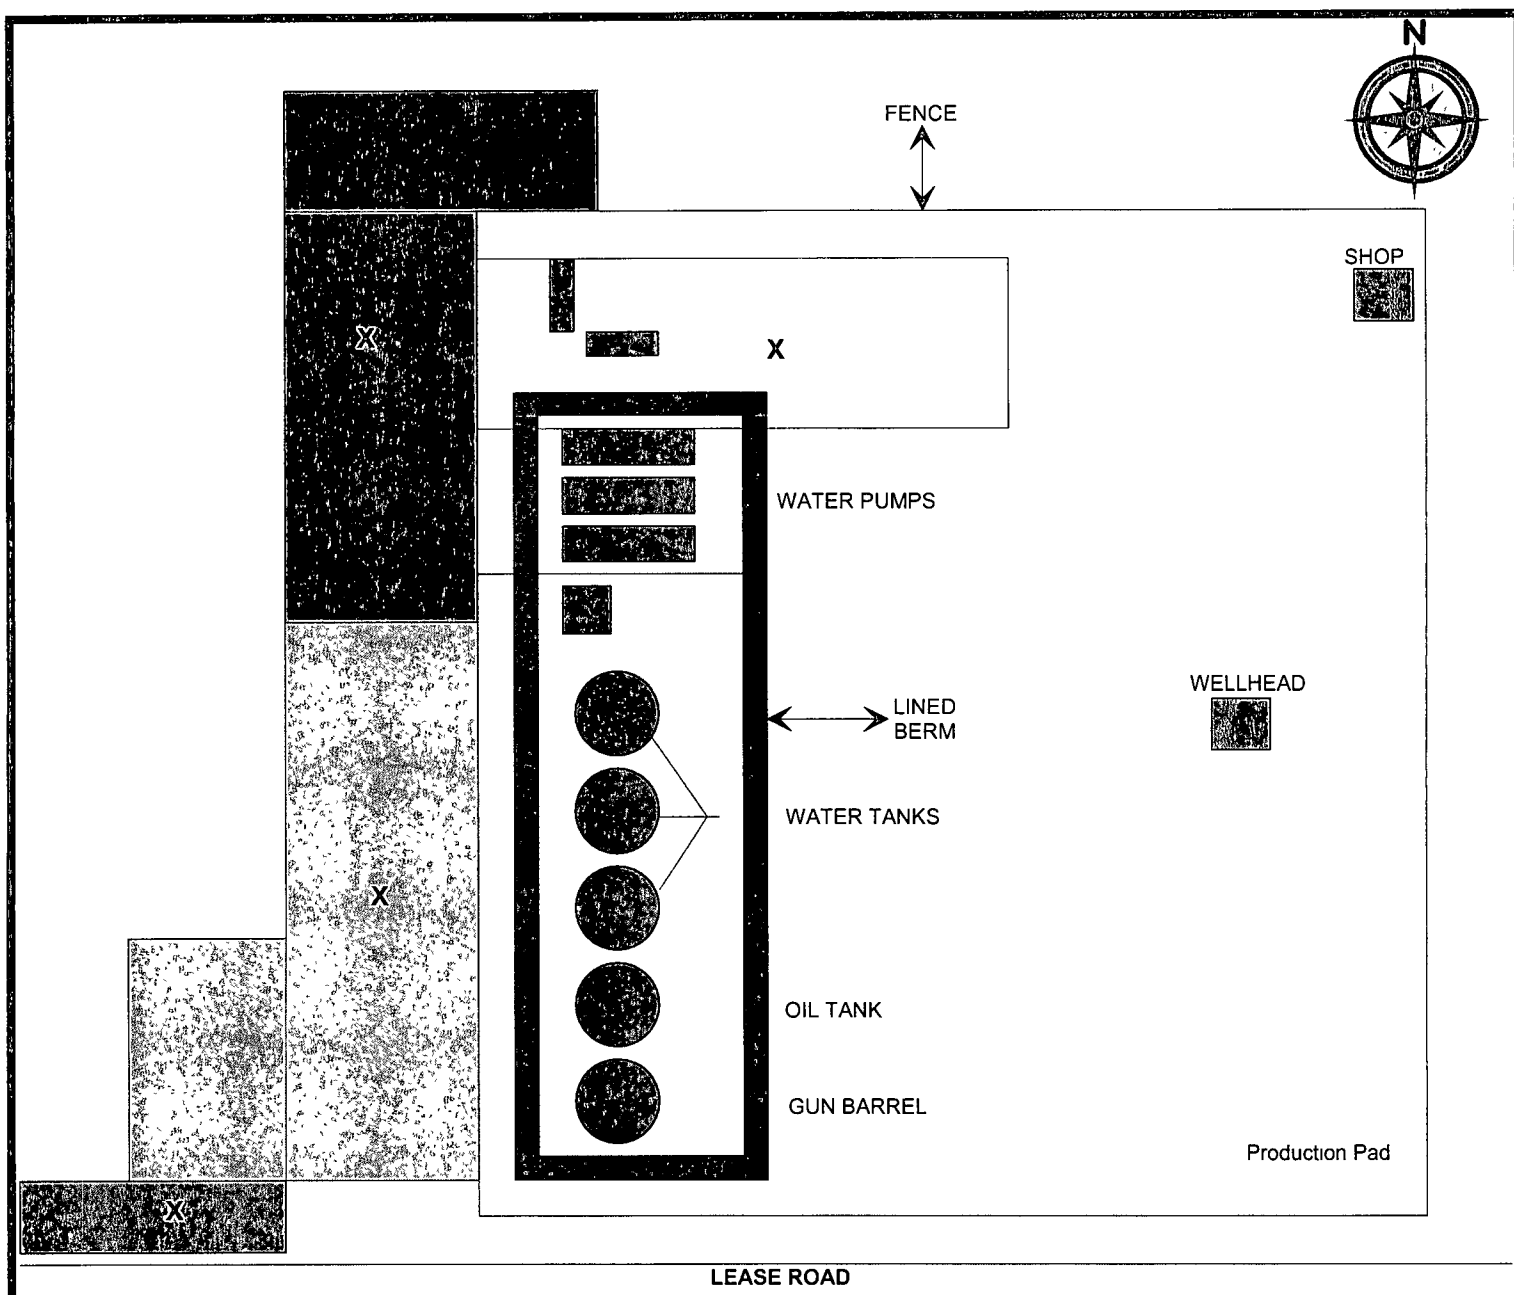 N
FENCE
SHOP
X
X
WATER PUMPS
WELLHEAD
LINED
BERM
WATER TANKS
X
OIL TANK
GUN BARREL
Production Pad
X
LEASE ROAD